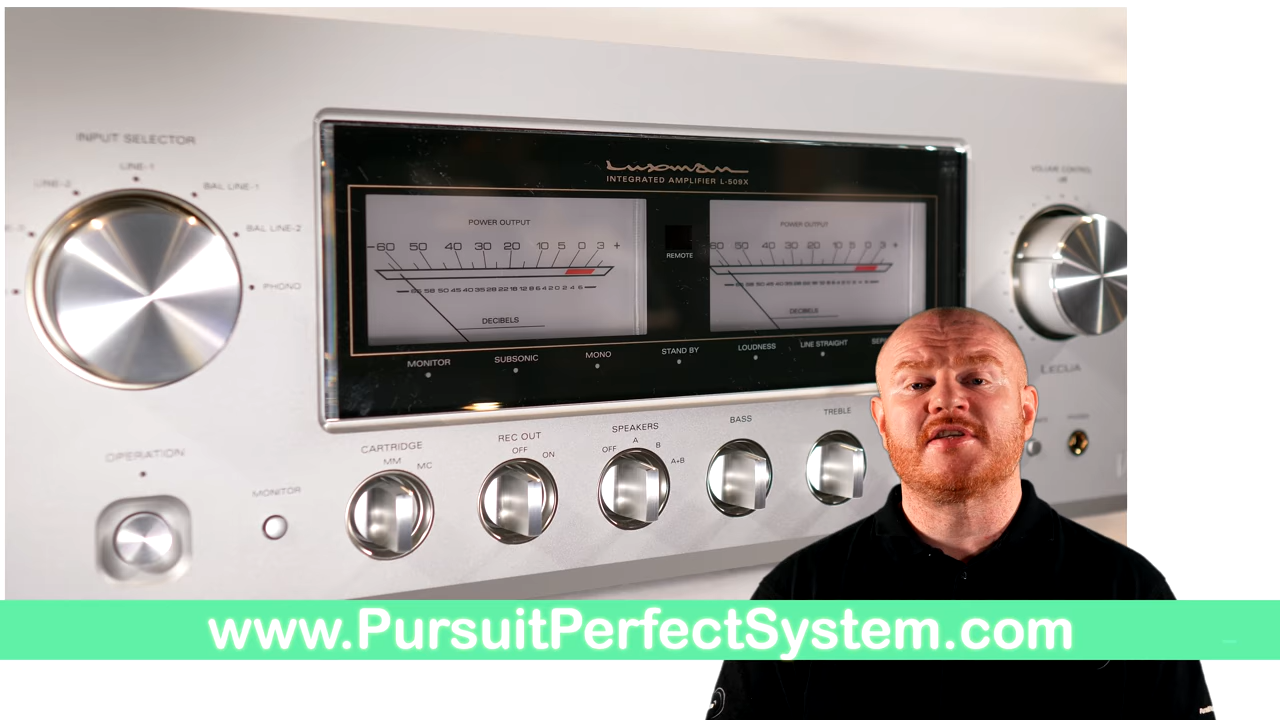 INPUT SELECTOR
LINE-1
LINE-2
BAL LINE-1
BAL LINE-2
PHONO
LUXMAN
INTEGRATED AMPLIFIER L-509X
POWER OUTPUT
-60 50 40 30 20 10 5 0 3 +
DECIBELS
REMOTE
POWER OUTPUT
60 50 40 30 20 10 5 0 3 +
DECIBELS
MONITOR
SUBSONIC
MONO
STAND BY
LOUDNESS
LINE STRAIGHT
VOLUME CONTROL
LECUA
OPERATION
MONITOR
CARTRIDGE
MM MC
REC OUT
OFF ON
SPEAKERS
OFF A B A+B
BASS
TREBLE
www.PursuitPerfectSystem.com